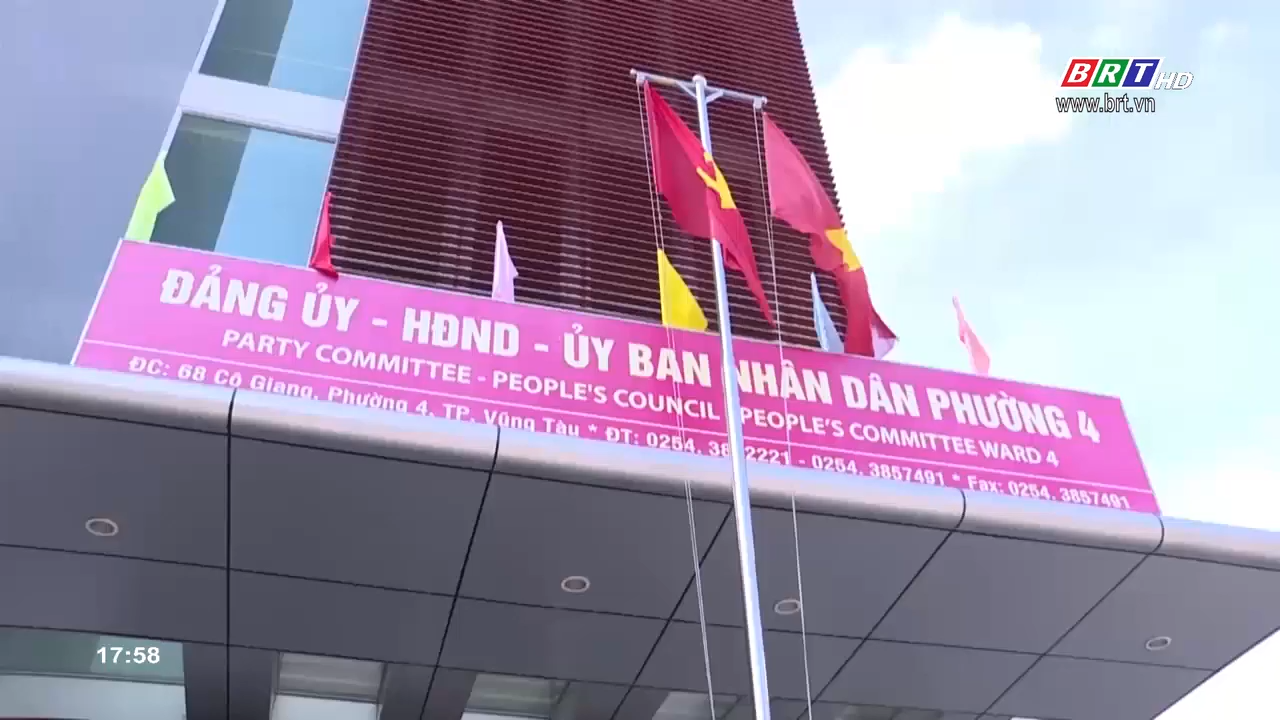 BRT HD
www.brt.vn
ĐẢNG ỦY - HĐND - ỦY BAN NHÂN DÂN PHƯỜNG 4
PARTY COMMITTEE - PEOPLE'S COUNCIL PEOPLE'S COMMITTEE WARD 4
ĐC: 68 Cô Giang, Phường 4, TP. Vũng Tàu * ĐT: 0254. - 0254. 3857491 * Fax: 0254. 3857491
17:58